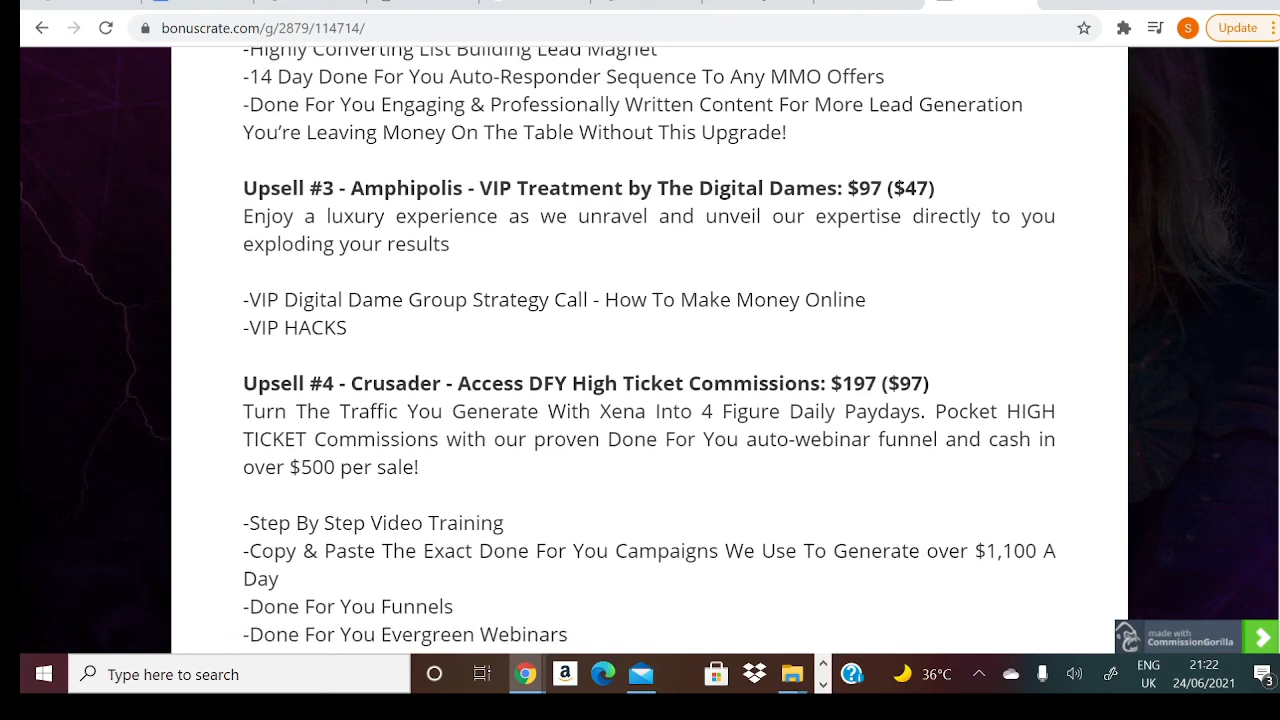 bonuscrate.com/g/2879/114714/
S
Update
-Highly Converting List Building Lead Magnet
-14 Day Done For You Auto-Responder Sequence To Any MMO Offers
-Done For You Engaging & Professionally Written Content For More Lead Generation
You’re Leaving Money On The Table Without This Upgrade!
Upsell #3 - Amphipolis - VIP Treatment by The Digital Dames: $97 ($47)
Enjoy a luxury experience as we unravel and unveil our expertise directly to you
exploding your results
-VIP Digital Dame Group Strategy Call - How To Make Money Online
-VIP HACKS
Upsell #4 - Crusader - Access DFY High Ticket Commissions: $197 ($97)
Turn The Traffic You Generate With Xena Into 4 Figure Daily Paydays. Pocket HIGH
TICKET Commissions with our proven Done For You auto-webinar funnel and cash in
over $500 per sale!
-Step By Step Video Training
-Copy & Paste The Exact Done For You Campaigns We Use To Generate over $1,100 A
Day
-Done For You Funnels
-Done For You Evergreen Webinars
made with
CommissionGorilla
Type here to search
a
36°C
ENG
UK
21:22
24/06/2021
3